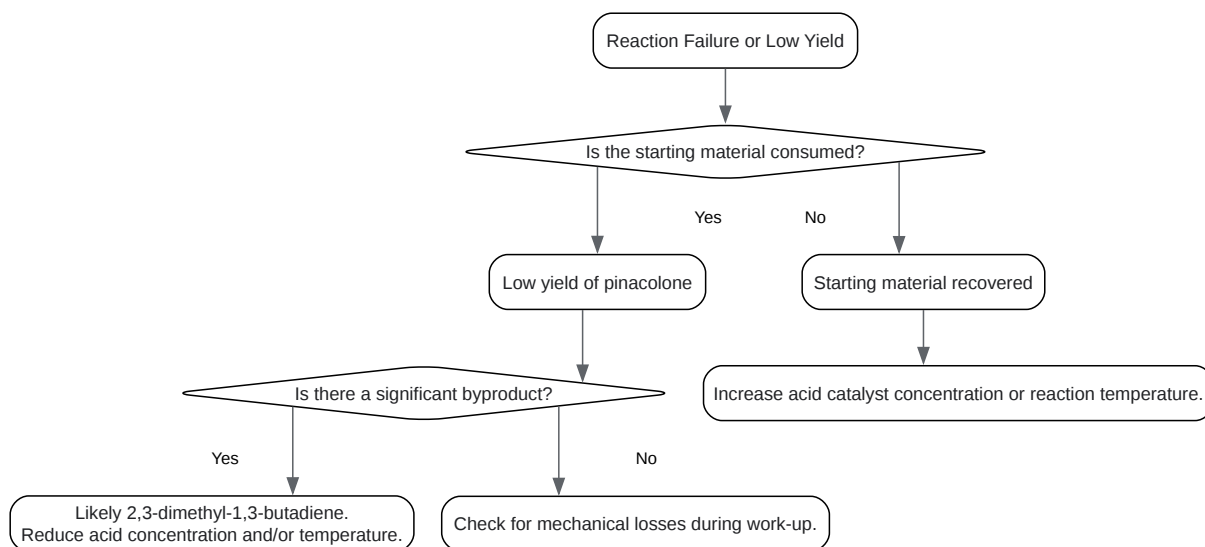 Reaction Failure or Low Yield
Is the starting material consumed?
Yes
No
Low yield of pinacolone
Starting material recovered
Is there a significant byproduct?
Increase acid catalyst concentration or reaction temperature.
Yes
No
Likely 2,3-dimethyl-1,3-butadiene.
Reduce acid concentration and/or temperature.
Check for mechanical losses during work-up.